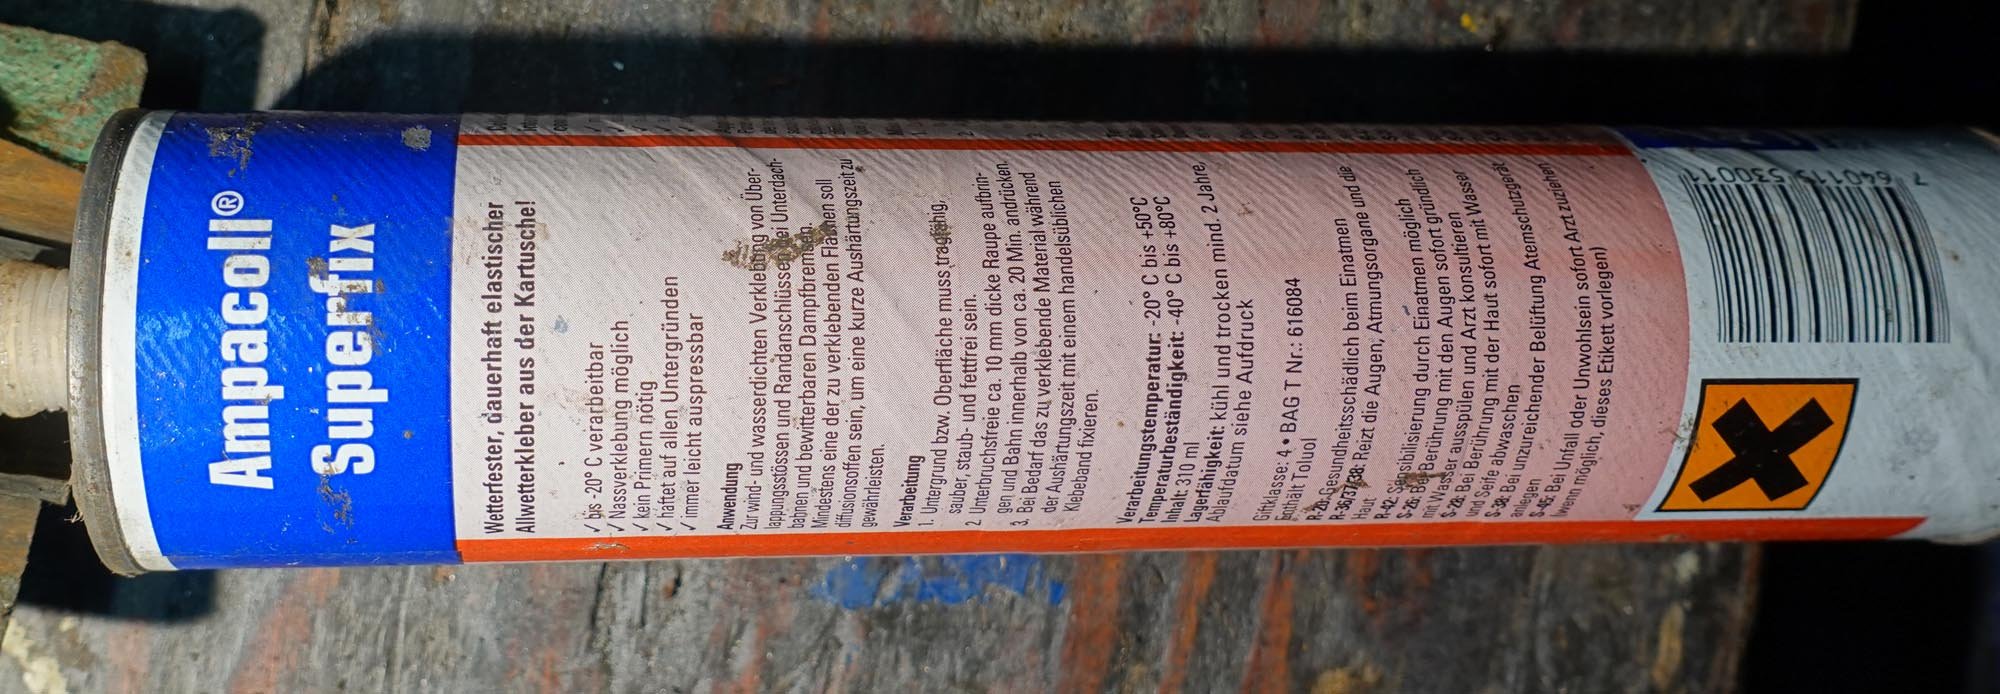 Ampacoll®
Superfix
Wetterfester, dauerhaft elastischer
Allwetterkleber aus der Kartusche!
✓ bis -20° C verarbeitbar
✓ Nassverklebung möglich
✓ kein Primern nötig
✓ haftet auf allen Untergründen
✓ immer leicht auspressbar
Anwendung
Zur wind- und wasserdichten Verklebung von Über-
lappungsstössen und Randanschlüssen bei Unterdach-
bahnen und bewitterbaren Dampfbremsen.
Mindestens eine der zu verklebenden Flächen soll
diffusionsoffen sein, um eine kurze Aushärtungszeit zu
gewährleisten.
Verarbeitung
1. Untergrund bzw. Oberfläche muss tragfähig,
sauber, staub- und fettfrei sein.
2. Unterbruchsfreie ca. 10 mm dicke Raupe aufbrin-
gen und Bahn innerhalb von ca 20 Min. andrücken.
3. Bei Bedarf das zu verklebende Material während
der Aushärtungszeit mit einem handelsüblichen
Klebeband fixieren.
Verarbeitungstemperatur: -20° C bis +50°C
Temperaturbeständigkeit: -40° C bis +80°C
Inhalt: 310 ml
Lagerfähigkeit: kühl und trocken mind. 2 Jahre,
Ablaufdatum siehe Aufdruck
Giftklasse: 4 • BAG T Nr.: 616084
Enthält Toluol
R-20: Gesundheitsschädlich beim Einatmen
R-36/37/38: Reizt die Augen, Atmungsorgane und die
Haut
R-42: Sensibilisierung durch Einatmen möglich
S-26: Bei Berührung mit den Augen sofort gründlich
mit Wasser ausspülen und Arzt konsultieren
S-28: Bei Berührung mit der Haut sofort mit Wasser
und Seife abwaschen
S-38: Bei unzureichender Belüftung Atemschutzgerät
anlegen
S-45: Bei Unfall oder Unwohlsein sofort Arzt zuziehen
(wenn möglich, dieses Etikett vorlegen)
7 640119 530011